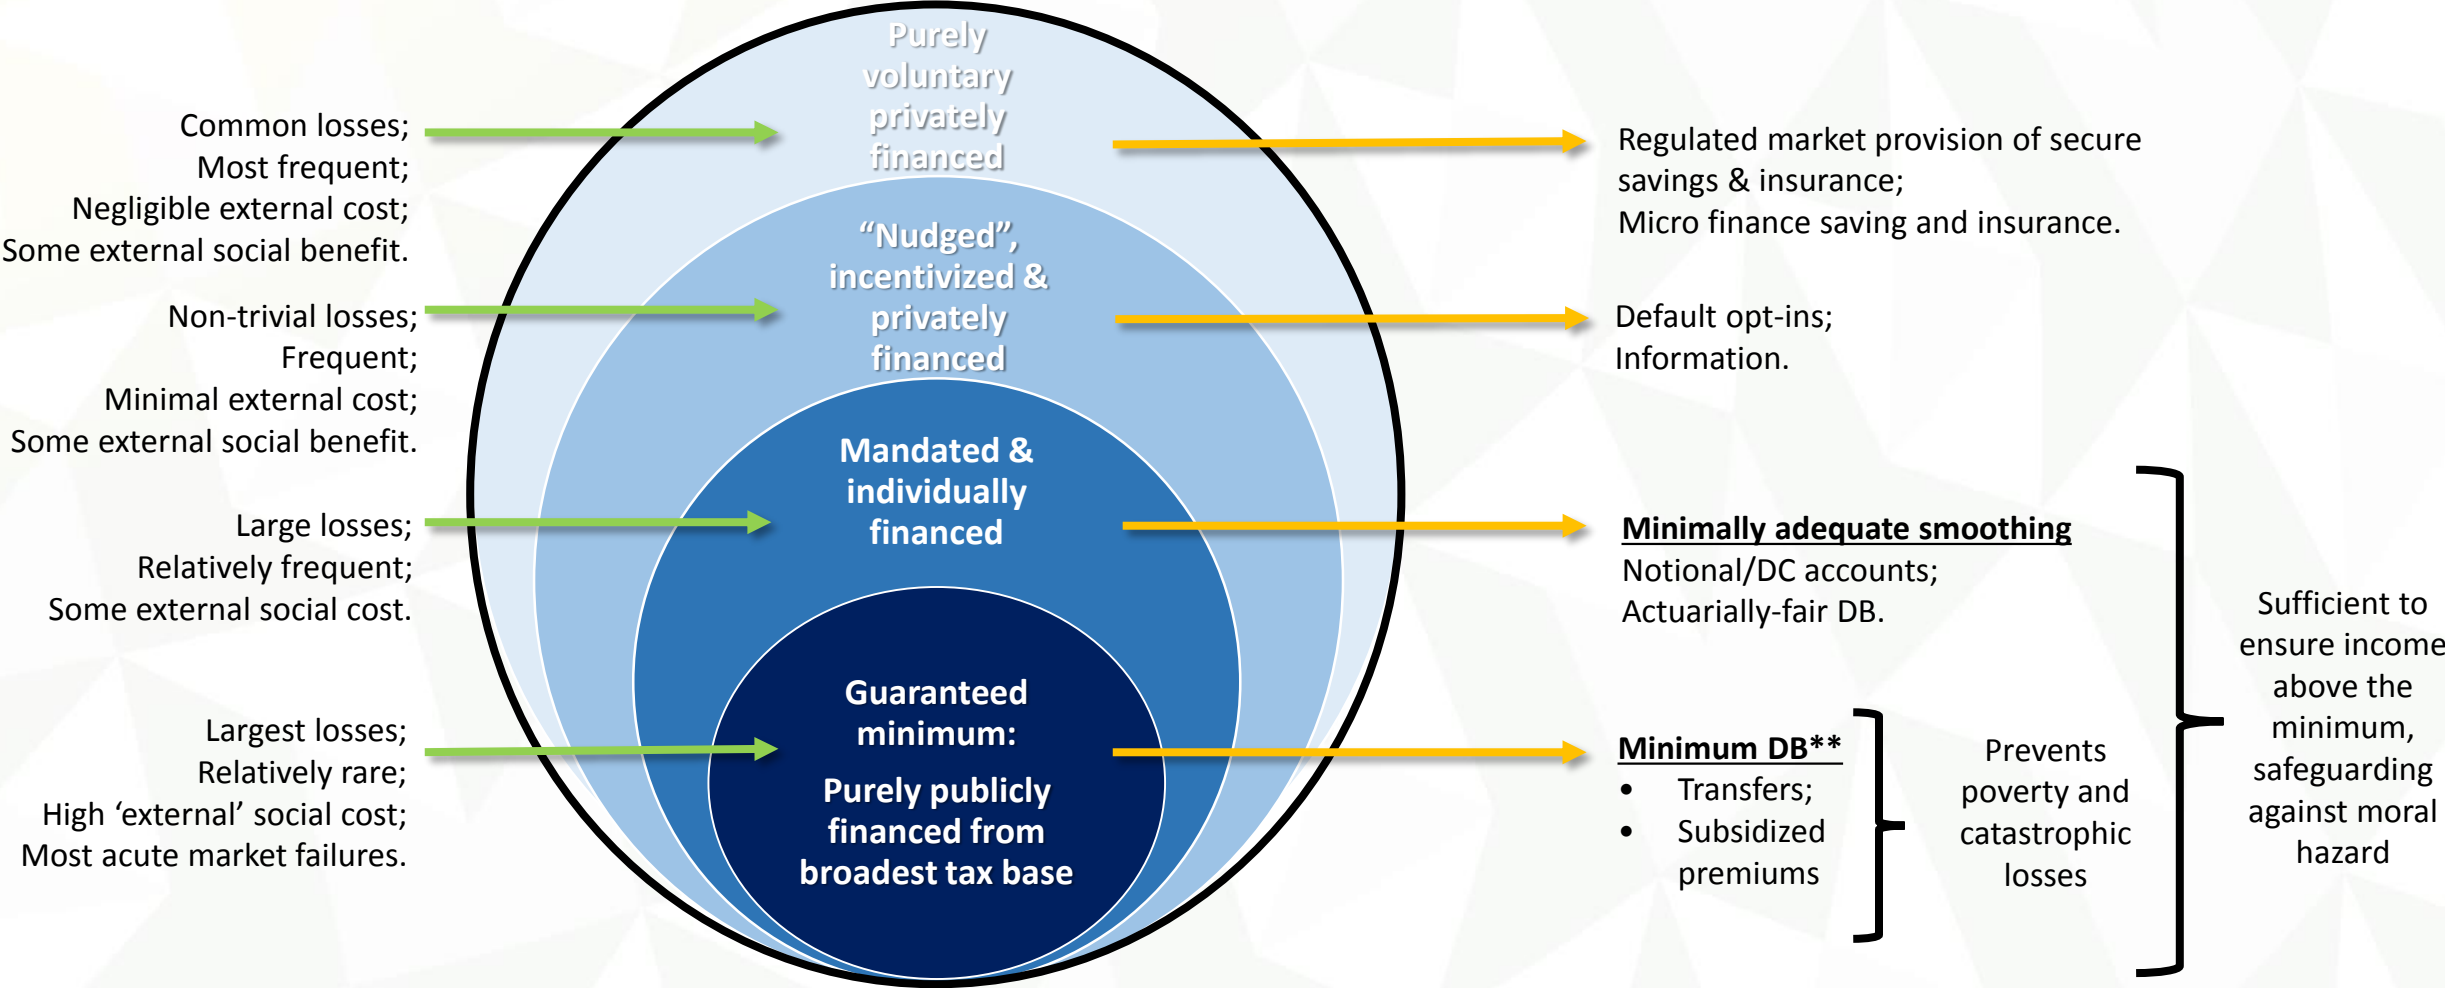 Purely
voluntary
privately
financed
Common losses;
Most frequent;
Negligible external cost;
Some external social benefit.
Regulated market provision of secure
savings & insurance;
Micro finance saving and insurance.
“Nudged”,
incentivized &
privately
financed
Non-trivial losses;
Frequent;
Minimal external cost;
Some external social benefit.
Default opt-ins;
Information.
Mandated &
individually
financed
Large losses;
Relatively frequent;
Some external social cost.
Minimally adequate smoothing
Notional/DC accounts;
Actuarially-fair DB.
Guaranteed
minimum:
Purely publicly
financed from
broadest tax base
Largest losses;
Relatively rare;
High ‘external’ social cost;
Most acute market failures.
Minimum DB**
• Transfers;
• Subsidized
premiums
Prevents
poverty and
catastrophic
losses
Sufficient to
ensure income
above the
minimum,
safeguarding
against moral
hazard